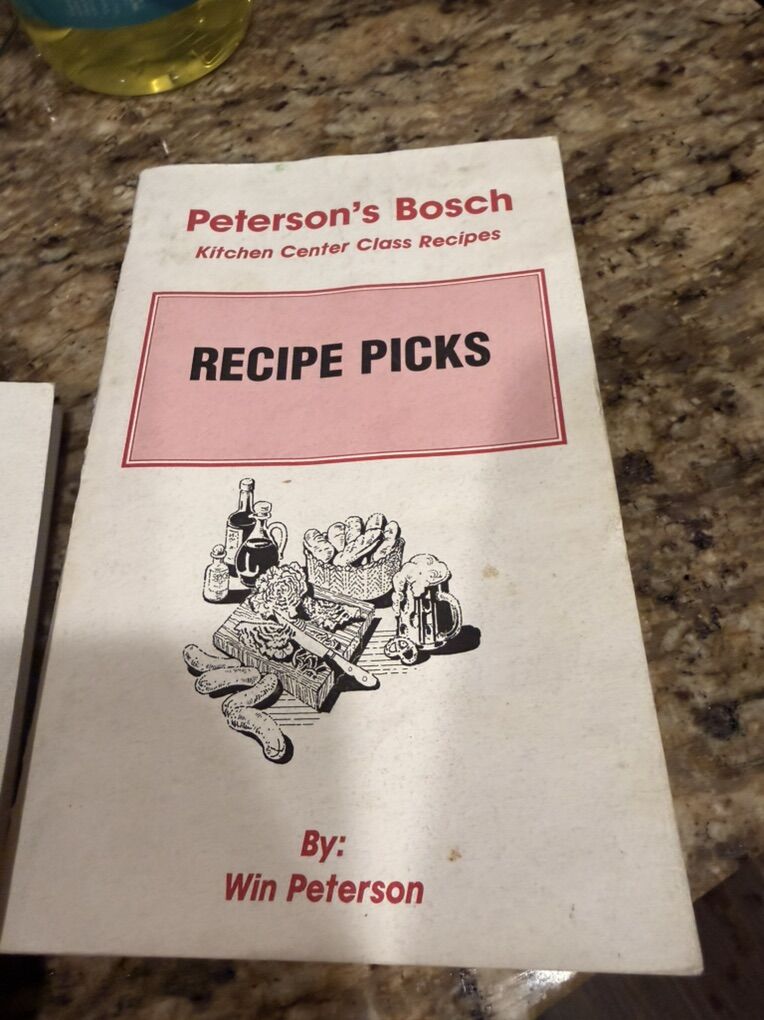 Peterson's Bosch
Kitchen Center Class Recipes
RECIPE PICKS
By:
Win Peterson